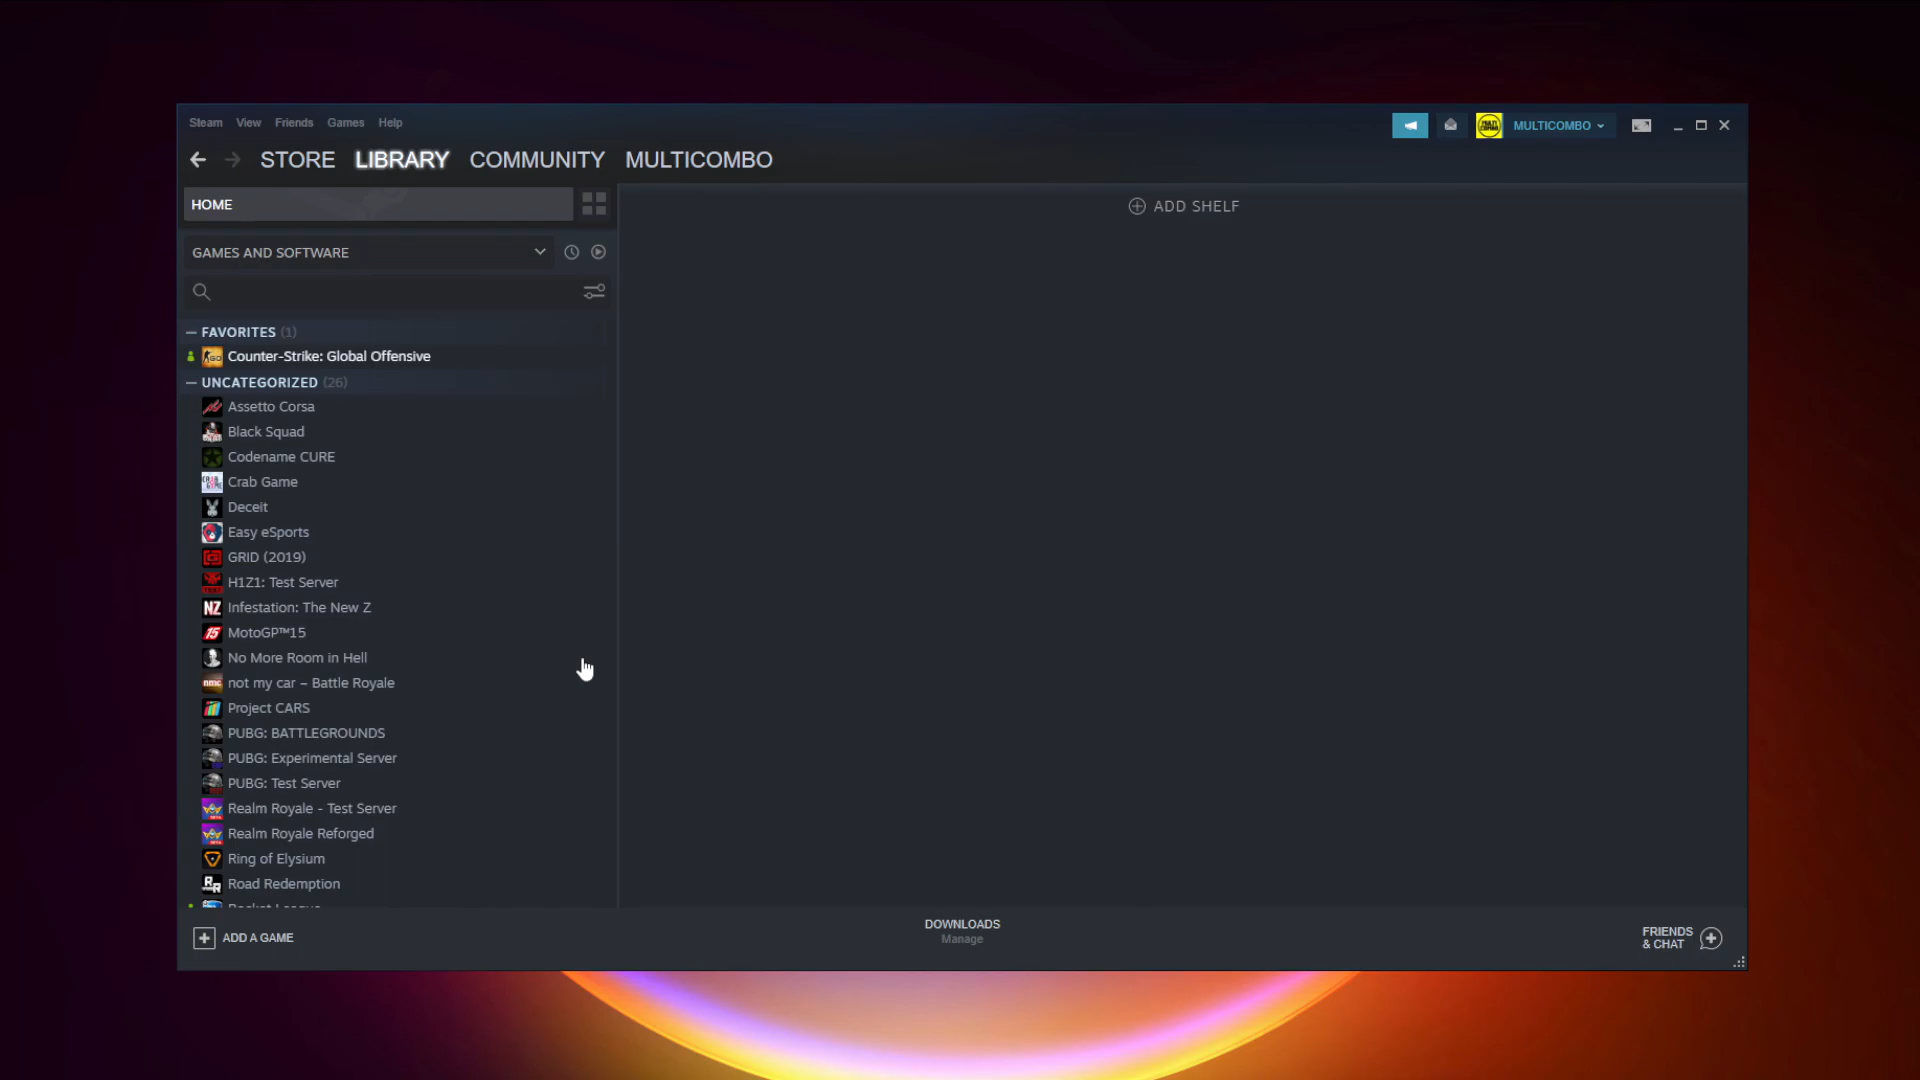 Steam View Friends Games Help
MULTICOMBO
STORE LIBRARY COMMUNITY MULTICOMBO
HOME
ADD SHELF
GAMES AND SOFTWARE
FAVORITES (1)
Counter-Strike: Global Offensive
UNCATEGORIZED (26)
Assetto Corsa
Black Squad
Codename CURE
Crab Game
Deceit
Easy eSports
GRID (2019)
H1Z1: Test Server
Infestation: The New Z
MotoGP™15
No More Room in Hell
not my car – Battle Royale
Project CARS
PUBG: BATTLEGROUNDS
PUBG: Experimental Server
PUBG: Test Server
Realm Royale - Test Server
Realm Royale Reforged
Ring of Elysium
Road Redemption
Rocket League
ADD A GAME
DOWNLOADS
Manage
FRIENDS
& CHAT